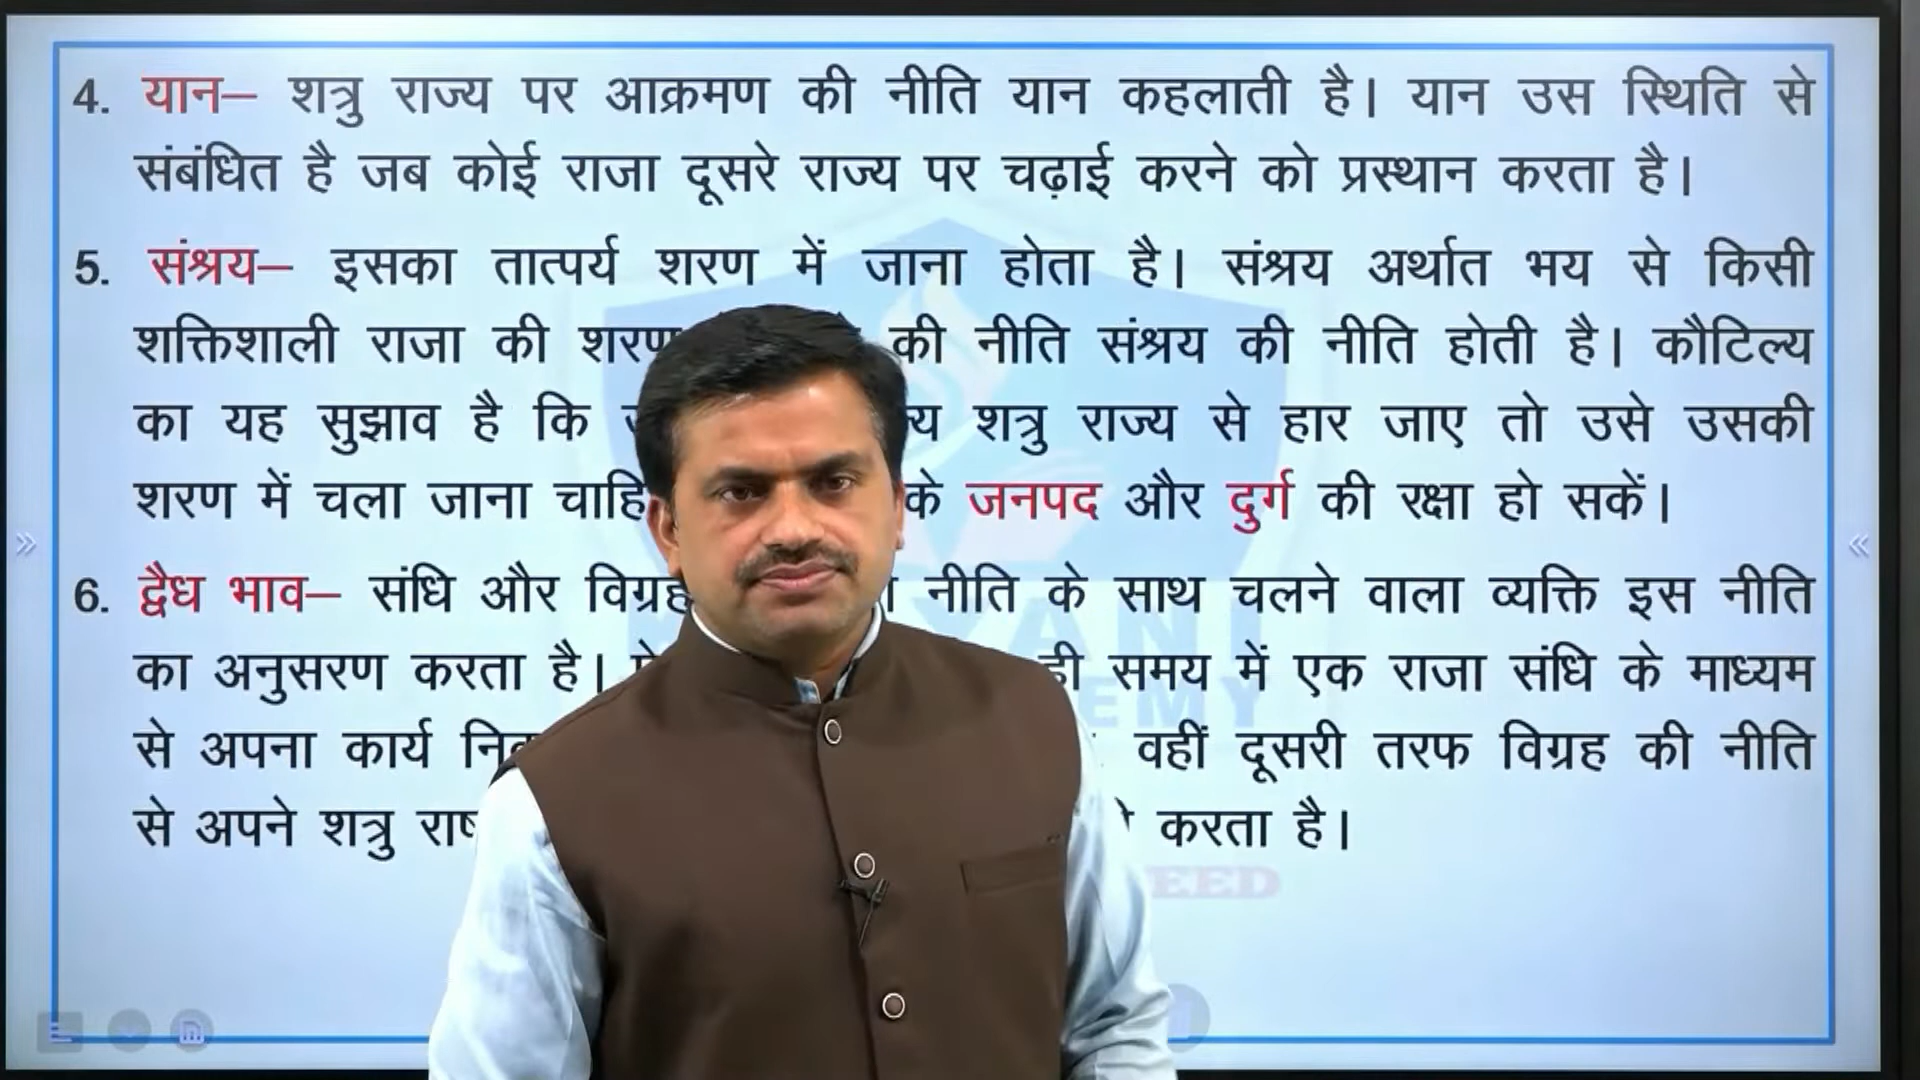 4. यान– शत्रु राज्य पर आक्रमण की नीति यान कहलाती है। यान उस स्थिति से
संबंधित है जब कोई राजा दूसरे राज्य पर चढ़ाई करने को प्रस्थान करता है।
5. संश्रय– इसका तात्पर्य शरण में जाना होता है। संश्रय अर्थात भय से किसी
शक्तिशाली राजा की शरण की नीति संश्रय की नीति होती है। कौटिल्य
का यह सुझाव है कि शत्रु राज्य से हार जाए तो उसे उसकी
शरण में चला जाना के जनपद और दुर्ग की रक्षा हो सकें।
6. द्वैध भाव– संधि और विग्रह नीति के साथ चलने वाला व्यक्ति इस नीति
का अनुसरण करता है। ही समय में एक राजा संधि के माध्यम
से अपना कार्य वहीं दूसरी तरफ विग्रह की नीति
से अपने शत्रु करता है।